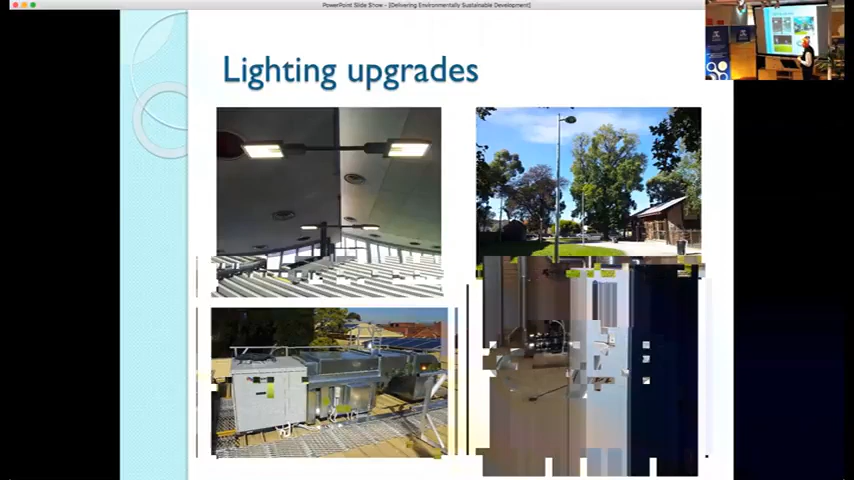 PowerPoint Slide Show - [Delivering Environmentally Sustainable Development]
Lighting upgrades